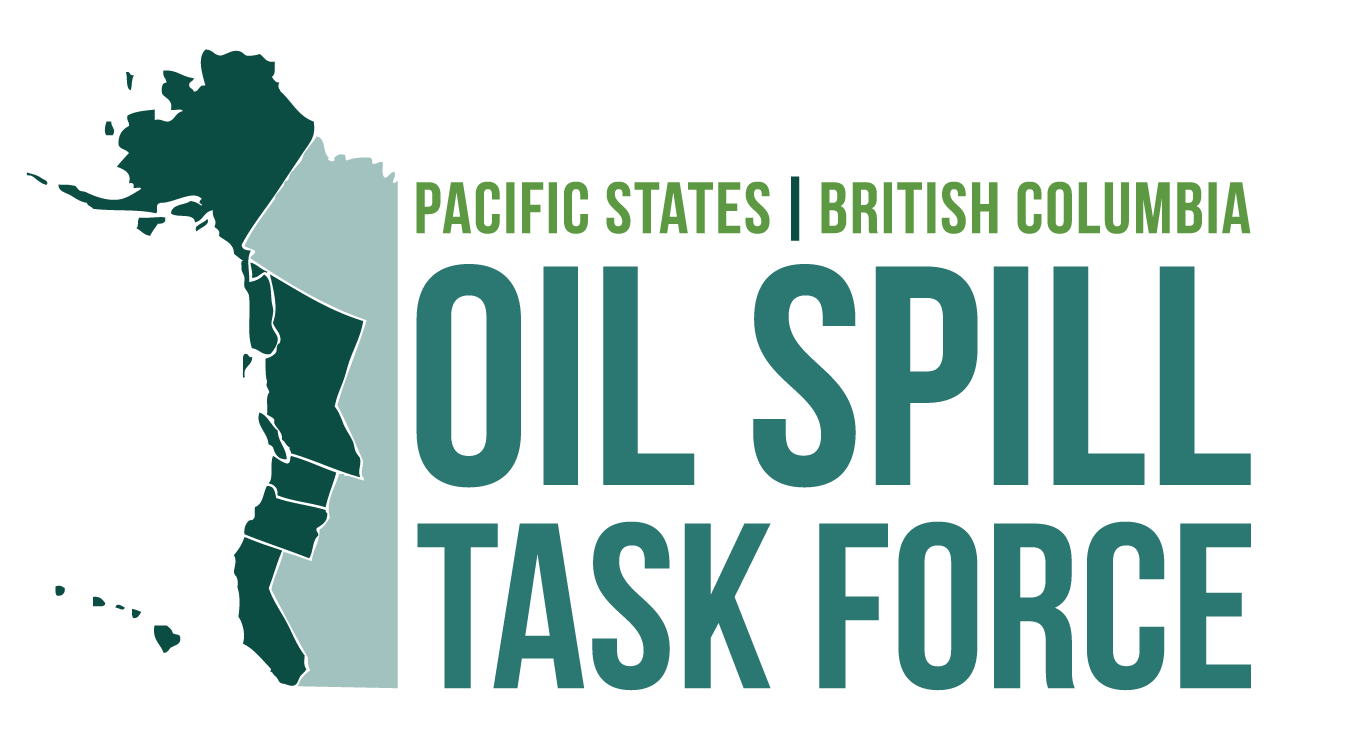 PACIFIC STATES | BRITISH COLUMBIA
OIL SPILL
TASK FORCE